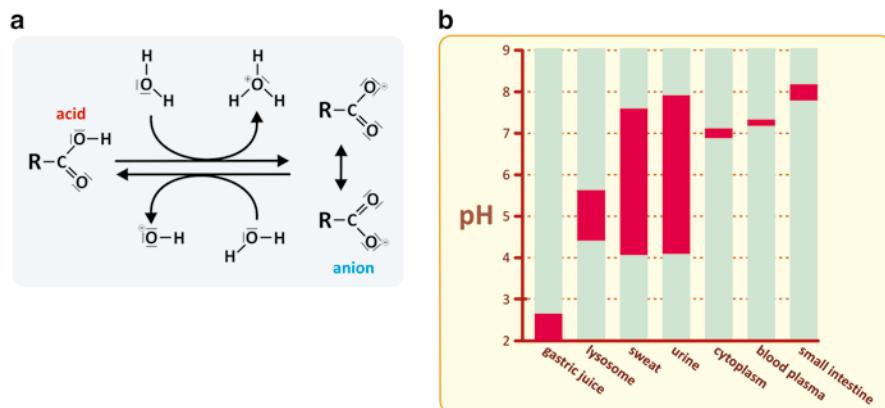 a
acid
R-C
O-H
O
H
O
H
H
+
O
H
H
R-C
O
O
O-H
O
H
H
R-C
O
O
anion
b
9
8
7
6
5
4
3
2
pH
gastric juice
lysosome
sweat
urine
cytoplasm
blood plasma
small intestine